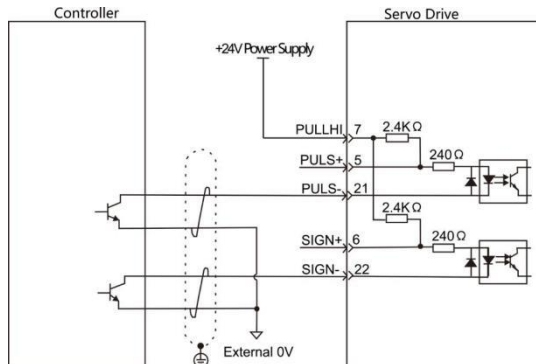 Controller
Servo Drive
+24V Power Supply
PULLHI 7
2.4KΩ
PULS+ 5
240Ω
PULS- 21
2.4KΩ
SIGN+ 6
240Ω
SIGN- 22
External 0V